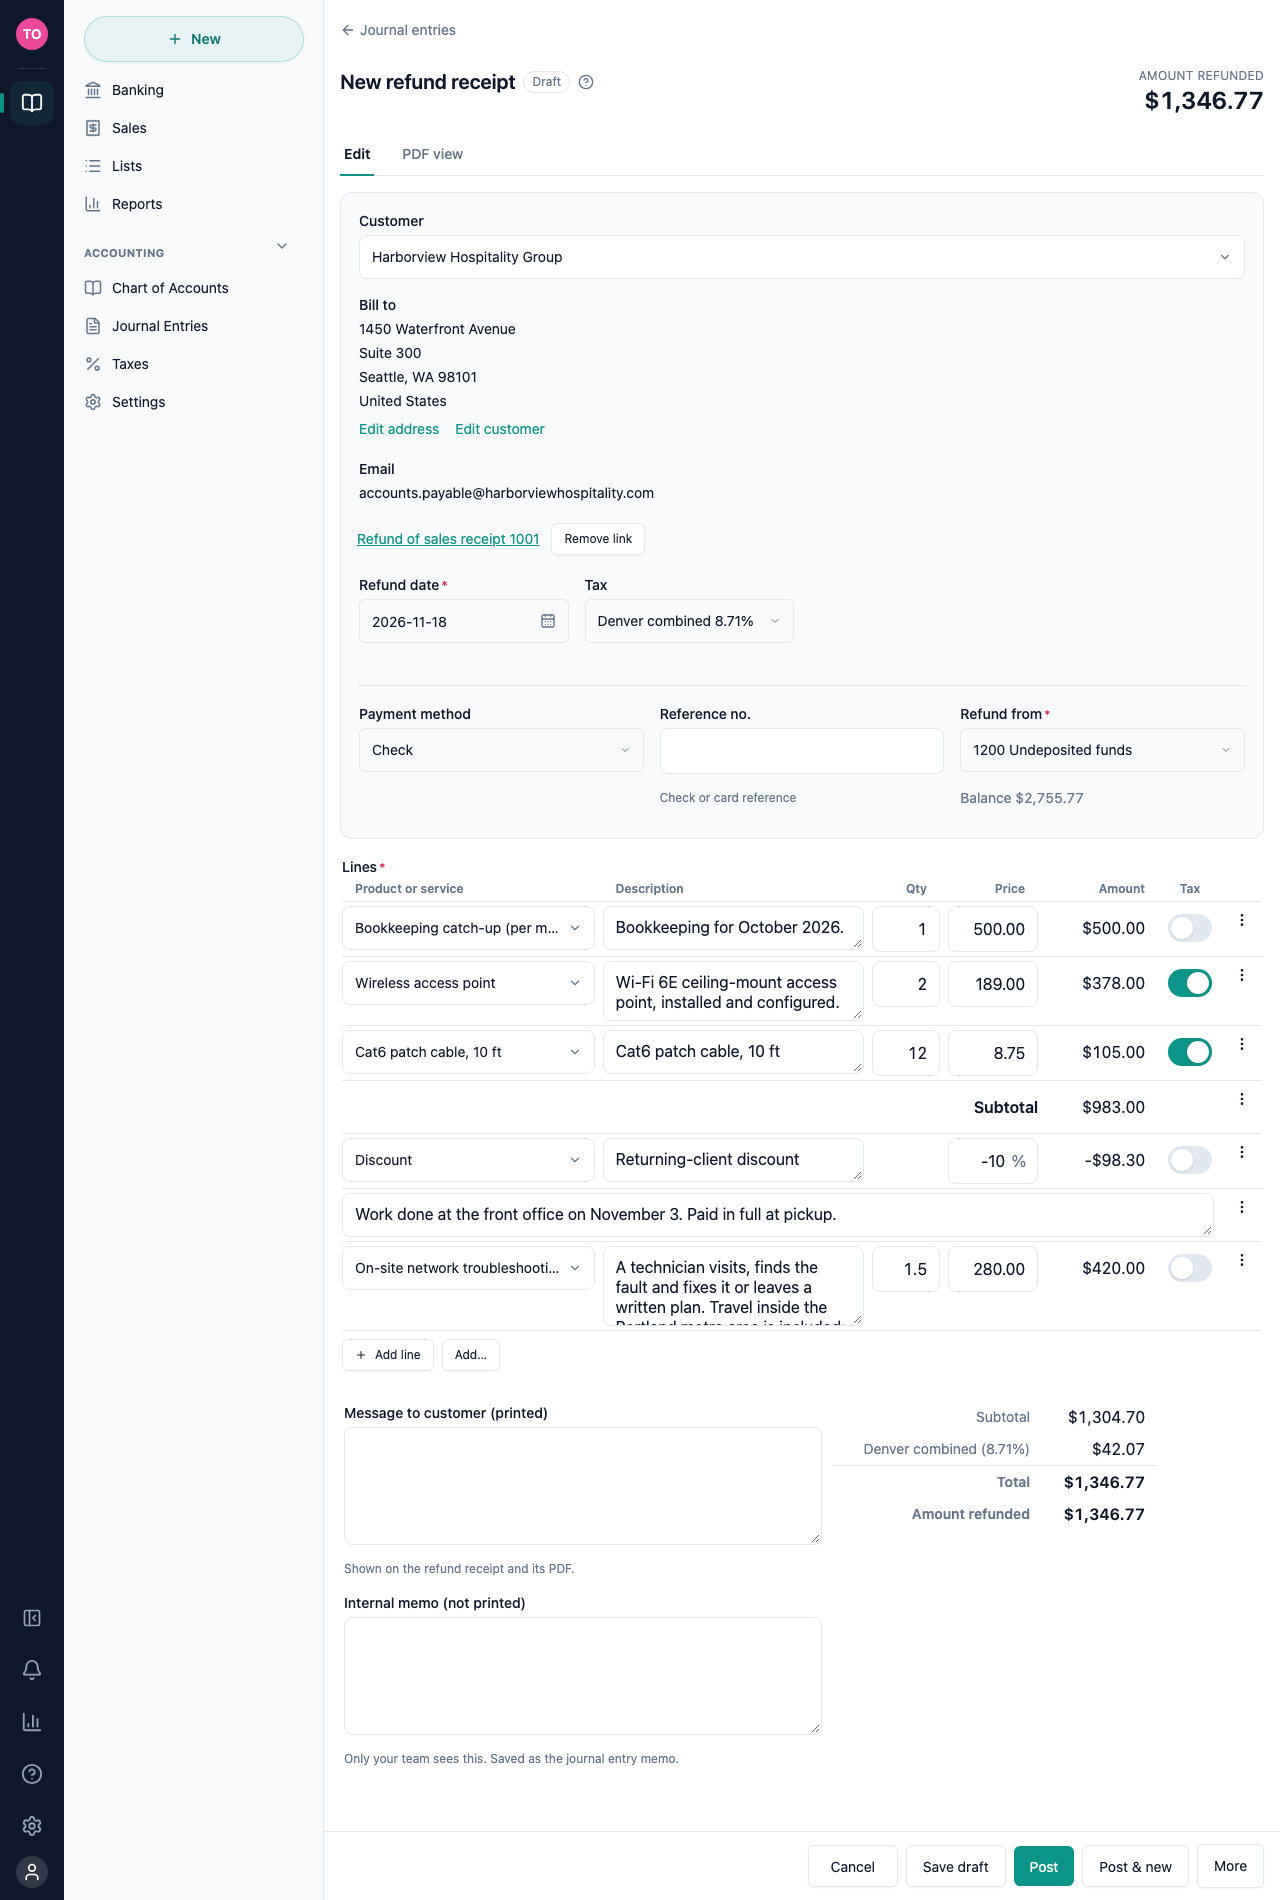 TO
New
Banking
Sales
Lists
Reports
ACCOUNTING
Chart of Accounts
Journal Entries
Taxes
Settings
Journal entries
New refund receipt
Draft
AMOUNT REFUNDED
$1,346.77
Edit
PDF view
Customer
Harborview Hospitality Group
Bill to
1450 Waterfront Avenue
Suite 300
Seattle, WA 98101
United States
Edit address
Edit customer
Email
accounts.payable@harborviewhospitality.com
Refund of sales receipt 1001
Remove link
Refund date*
Tax
2026-11-18
Denver combined 8.71%
Payment method
Reference no.
Refund from*
Check
1200 Undeposited funds
Check or card reference
Balance $2,755.77
Lines*
Product or service Description Qty Price Amount Tax
Bookkeeping catch-up (per m... Bookkeeping for October 2026. 1 500.00 $500.00
Wireless access point Wi-Fi 6E ceiling-mount access 2 189.00 $378.00
point, installed and configured.
Cat6 patch cable, 10 ft Cat6 patch cable, 10 ft 12 8.75 $105.00
Subtotal $983.00
Discount Returning-client discount -10 % -$98.30
Work done at the front office on November 3. Paid in full at pickup.
On-site network troubleshooti... A technician visits, finds the 1.5 280.00 $420.00
fault and fixes it or leaves a
written plan. Travel inside the
Portland metro area is included;
Add line
Add...
Message to customer (printed)
Shown on the refund receipt and its PDF.
Internal memo (not printed)
Only your team sees this. Saved as the journal entry memo.
Subtotal $1,304.70
Denver combined (8.71%) $42.07
Total $1,346.77
Amount refunded $1,346.77
Cancel
Save draft
Post
Post & new
More